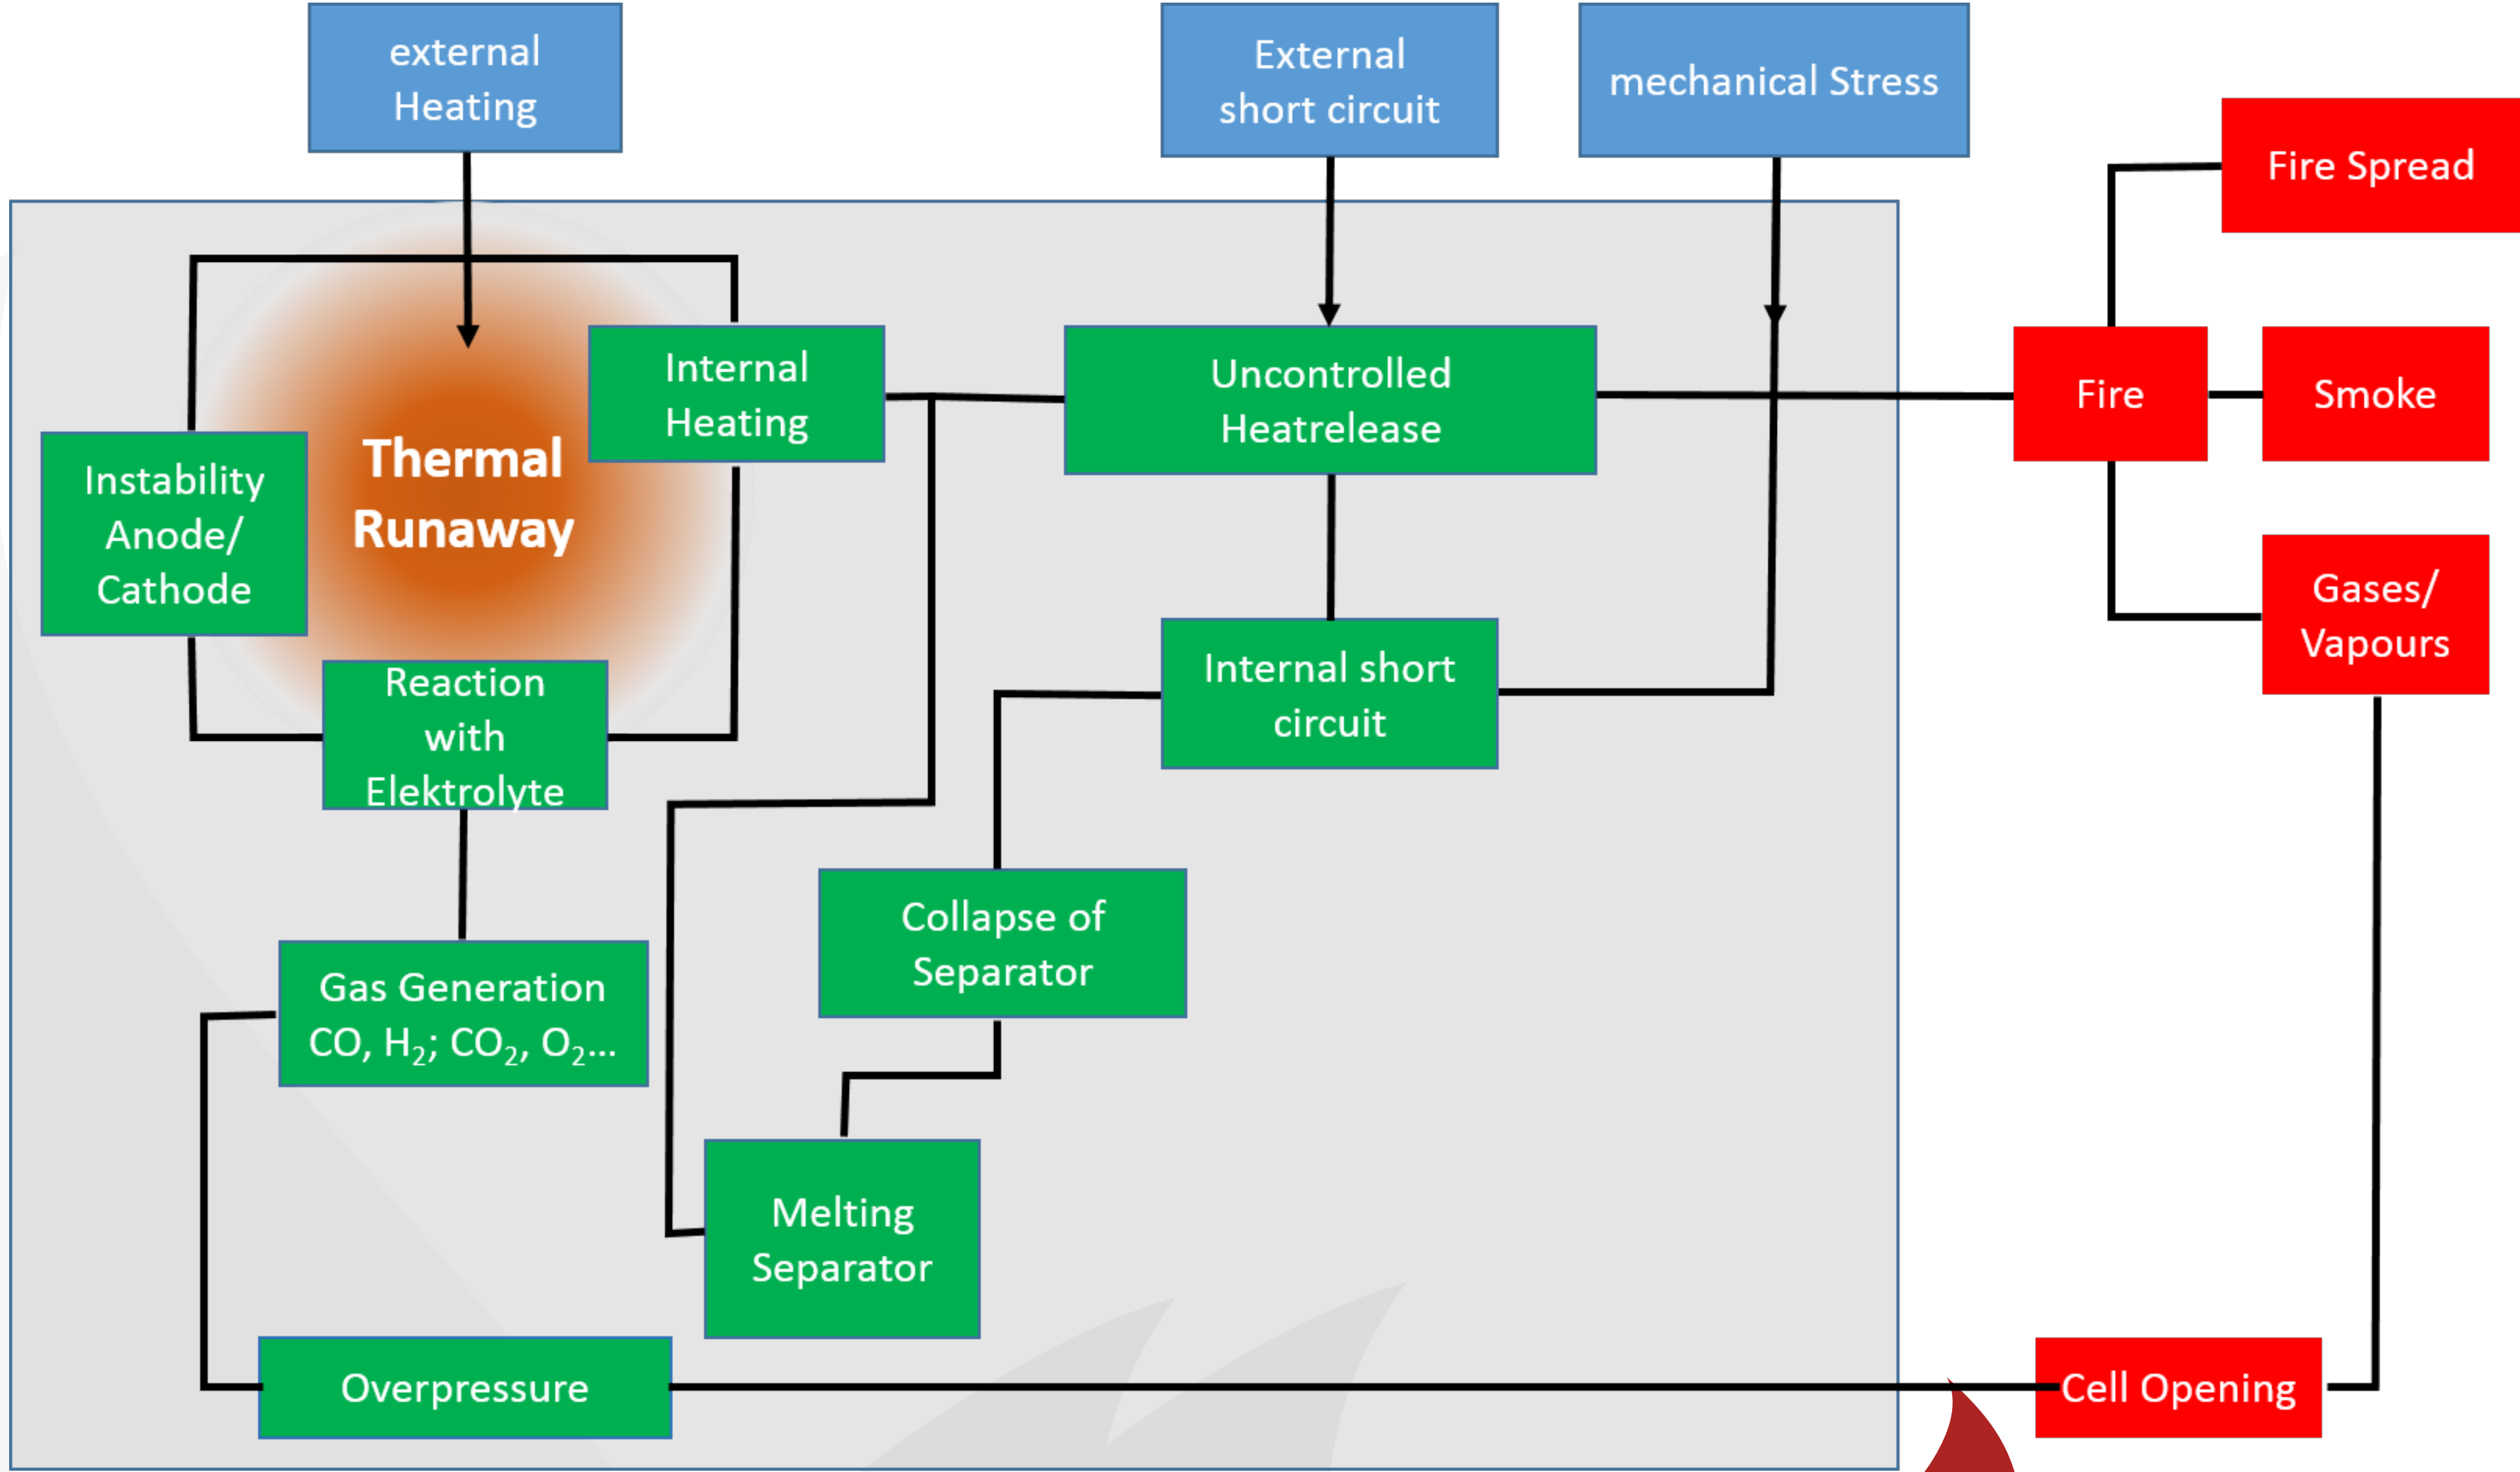 external
Heating
External
short circuit
mechanical Stress
Fire Spread
Internal
Heating
Uncontrolled
Heatrelease
Fire
Smoke
Thermal
Runaway
Instability
Anode/
Cathode
Gases/
Vapours
Reaction
with
Elektrolyte
Internal short
circuit
Collapse of
Separator
Gas Generation
CO, H₂; CO₂, O₂...
Melting
Separator
Overpressure
Cell Opening